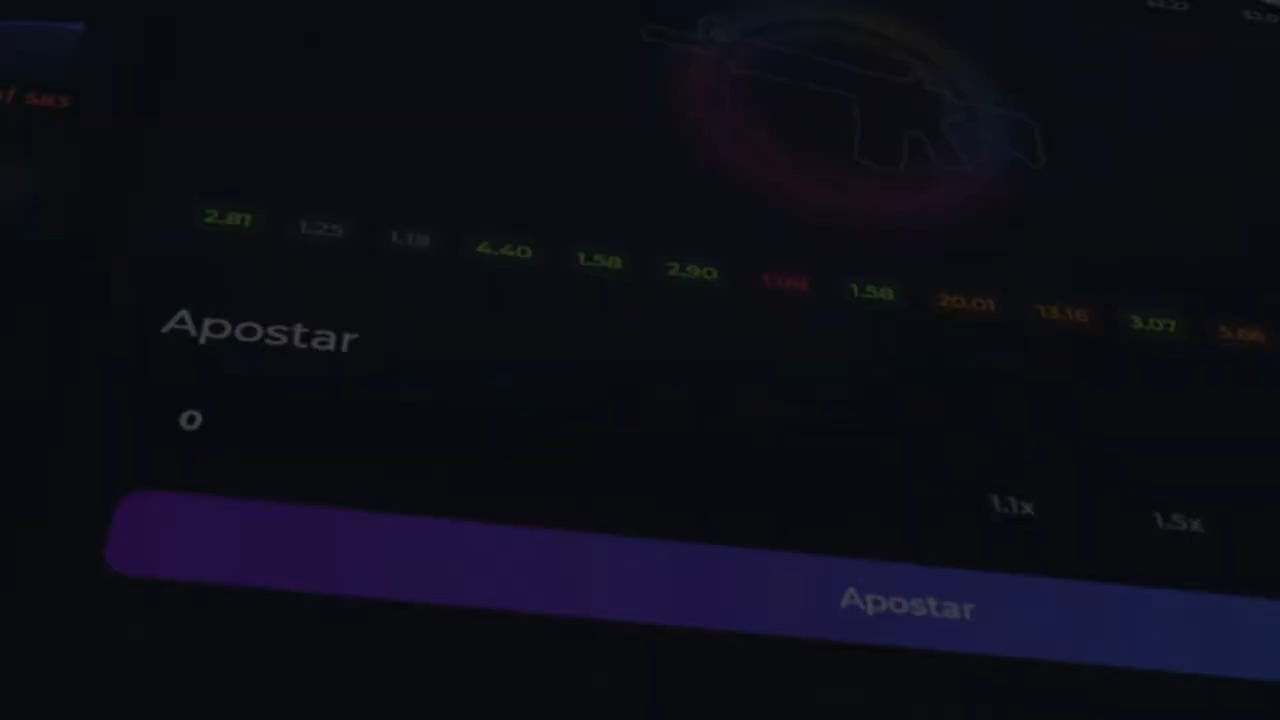 / 583
2.81 1.25 1.18 4.40 1.58 2.90 1.58 20.01 13.16 3.07
Apostar
0
1.1x 1.5x
Apostar